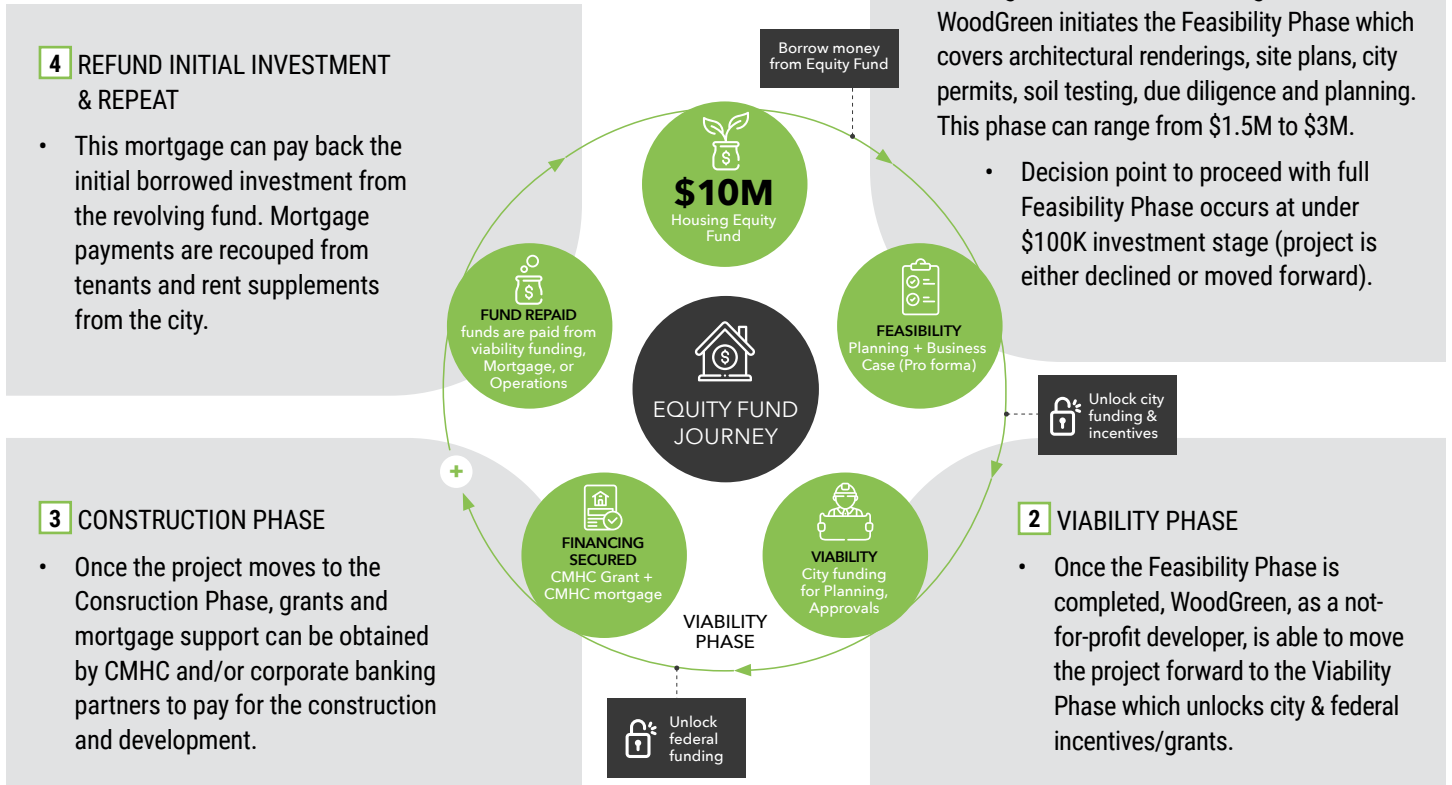 WoodGreen initiates the Feasibility Phase which
covers architectural renderings, site plans, city
permits, soil testing, due diligence and planning.
This phase can range from $1.5M to $3M.
• Decision point to proceed with full
Feasibility Phase occurs at under
$100K investment stage (project is
either declined or moved forward).
2 VIABILITY PHASE
• Once the Feasibility Phase is
completed, WoodGreen, as a not-
for-profit developer, is able to move
the project forward to the Viability
Phase which unlocks city & federal
incentives/grants.
3 CONSTRUCTION PHASE
• Once the project moves to the
Consruction Phase, grants and
mortgage support can be obtained
by CMHC and/or corporate banking
partners to pay for the construction
and development.
4 REFUND INITIAL INVESTMENT
& REPEAT
• This mortgage can pay back the
initial borrowed investment from
the revolving fund. Mortgage
payments are recouped from
tenants and rent supplements
from the city.
EQUITY FUND
JOURNEY
$10M
Housing Equity
Fund
Borrow money
from Equity Fund
FEASIBILITY
Planning + Business
Case (Pro forma)
Unlock city
funding &
incentives
VIABILITY
City funding
for Planning,
Approvals
VIABILITY
PHASE
Unlock
federal
funding
FINANCING
SECURED
CMHC Grant +
CMHC mortgage
+
FUND REPAID
funds are paid from
viability funding,
Mortgage, or
Operations